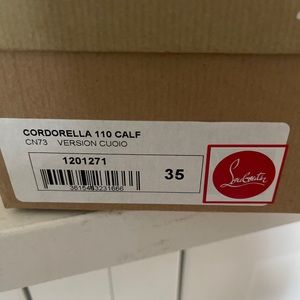 CORDORELLA 110 CALF
CN73 VERSION CUOIO
1201271
35
Louboutin